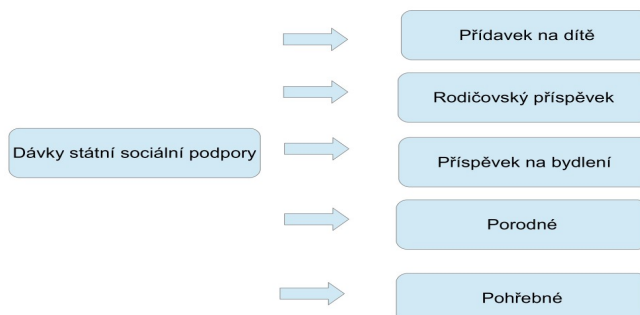 Dávky státní sociální podpory
Přídavek na dítě
Rodičovský příspěvek
Příspěvek na bydlení
Porodné
Pohřebné